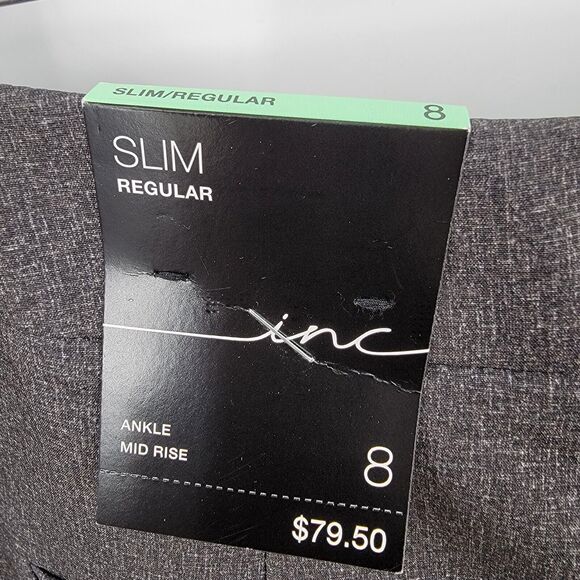 SLIM/REGULAR 8
SLIM
REGULAR
inc
ANKLE
MID RISE
8
$79.50